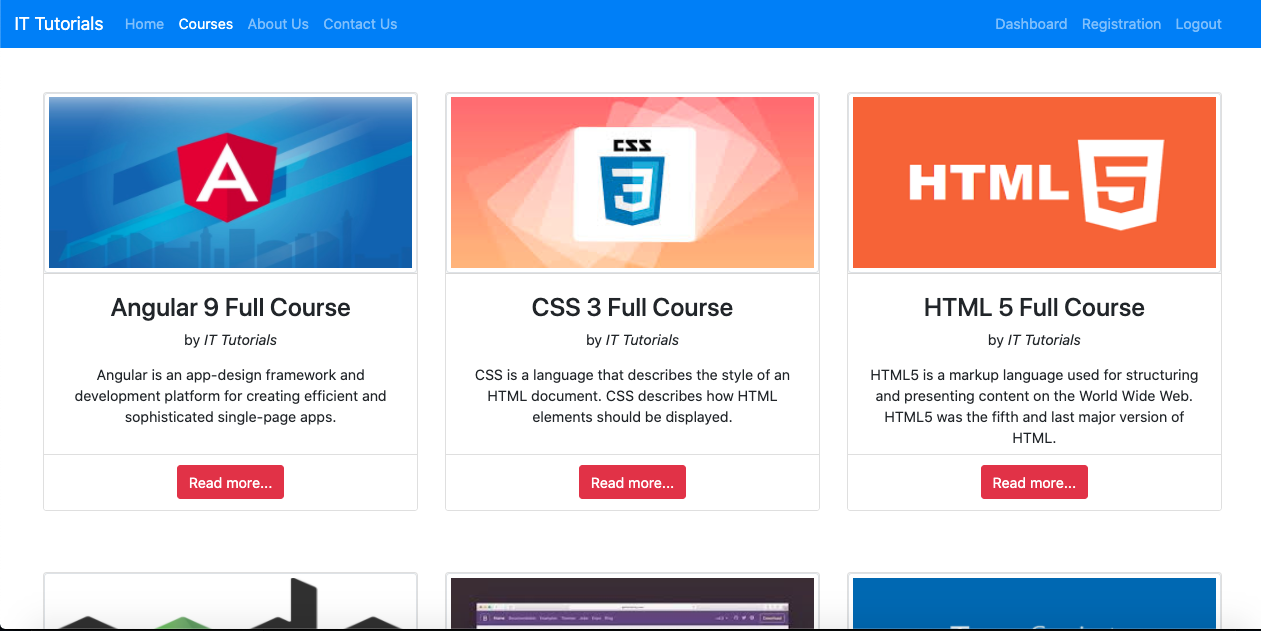 IT Tutorials Home Courses About Us Contact Us Dashboard Registration Logout
A
CSS
3
HTML 5
Angular 9 Full Course
by IT Tutorials
Angular is an app-design framework and
development platform for creating efficient and
sophisticated single-page apps.
Read more...
CSS 3 Full Course
by IT Tutorials
CSS is a language that describes the style of an
HTML document. CSS describes how HTML
elements should be displayed.
Read more...
HTML 5 Full Course
by IT Tutorials
HTML5 is a markup language used for structuring
and presenting content on the World Wide Web.
HTML5 was the fifth and last major version of
HTML.
Read more...
B Home
Download